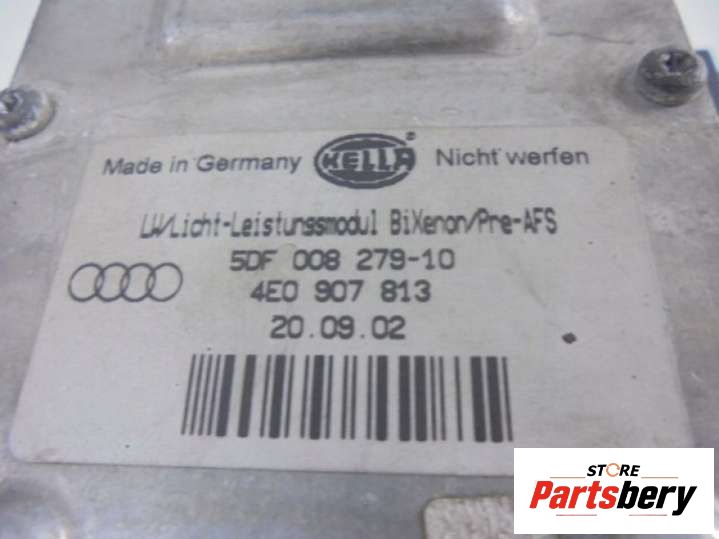 Made in Germany HELLA ® Nicht werfen
LW/Licht-Leistungsmodul BiXenon/Pre-AFS
5DF 008 279-10
4E0 907 813
20.09.02
STORE
Partsbery